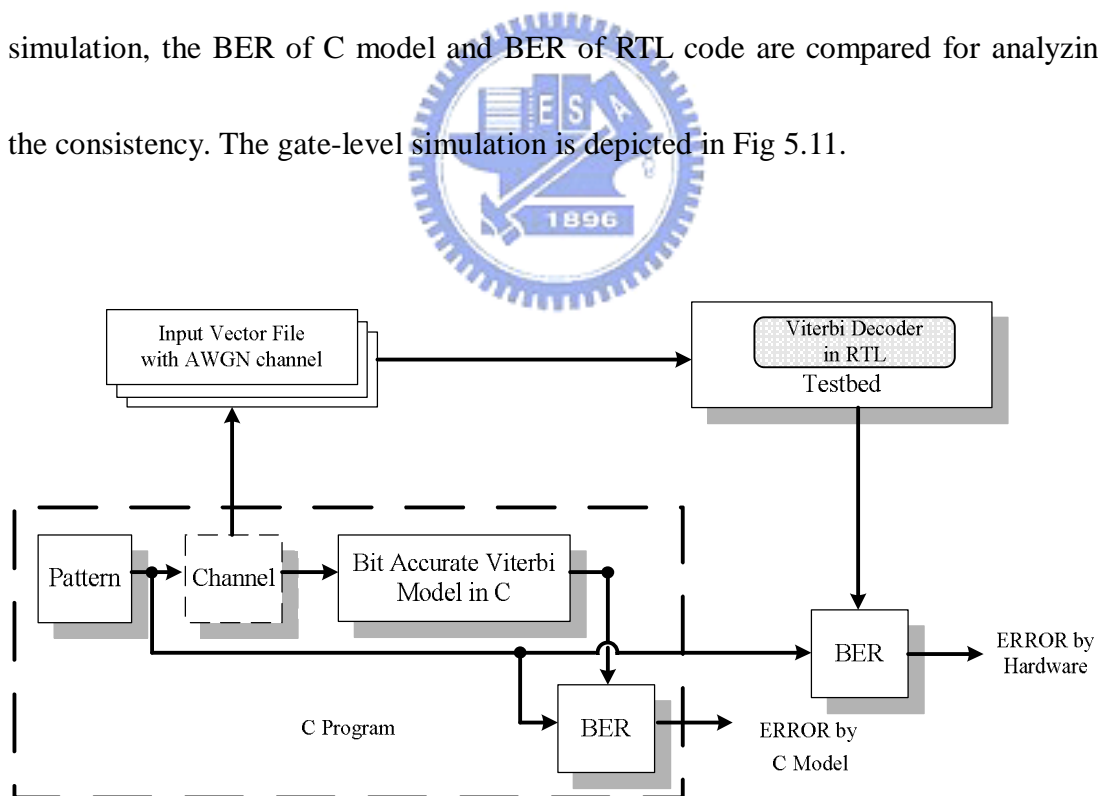 simulation, the BER of C model and BER of RTL code are compared for analyzin
the consistency. The gate-level simulation is depicted in Fig 5.11.
E S A
1896
Input Vector File
with AWGN channel
Viterbi Decoder
in RTL
Testbed
Pattern
Channel
Bit Accurate Viterbi
Model in C
BER
ERROR by
Hardware
C Program
BER
ERROR by
C Model